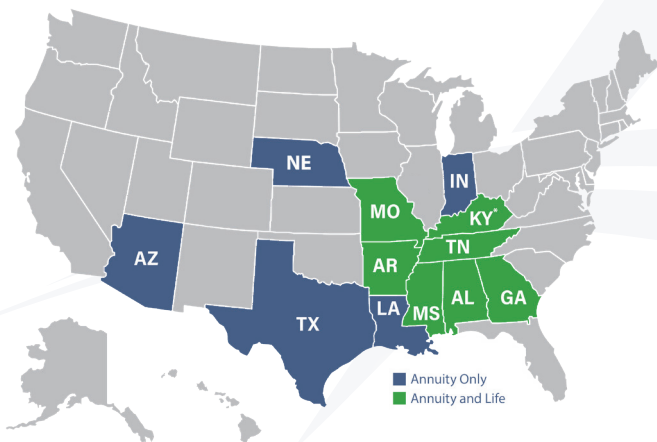 NE
IN
MO
KY*
AZ
TN
AR
TX
LA
MS
AL
GA
Annuity Only
Annuity and Life